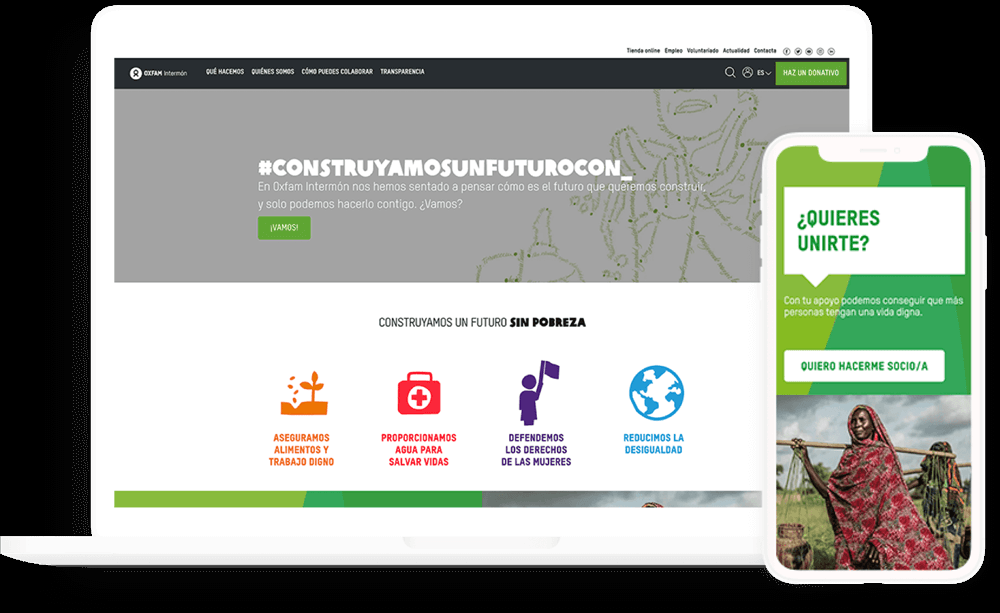 Tienda online Empleo Voluntariado Actualidad Contacta
OXFAM Intermón QUÉ HACEMOS QUIÉNES SOMOS CÓMO PUEDES COLABORAR TRANSPARENCIA ES HAZ UN DONATIVO
#CONSTRUYAMOSUNFUTUROCON_
En Oxfam Intermón nos hemos sentado a pensar cómo es el futuro que queremos construir,
y solo podemos hacerlo contigo. ¿Vamos?
¡VAMOS!
CONSTRUYAMOS UN FUTURO SIN POBREZA
ASEGURAMOS
ALIMENTOS Y
TRABAJO DIGNO
PROPORCIONAMOS
AGUA PARA
SALVAR VIDAS
DEFENDEMOS
LOS DERECHOS
DE LAS MUJERES
REDUCIMOS LA
DESIGUALDAD
¿QUIERES
UNIRTE?
Con tu apoyo podemos conseguir que más
personas tengan una vida digna.
QUIERO HACERME SOCIO/A